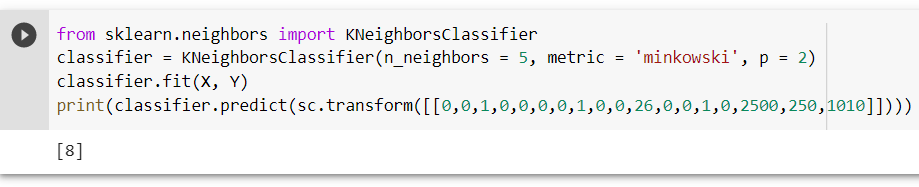 from sklearn.neighbors import KNeighborsClassifier
classifier = KNeighborsClassifier(n_neighbors = 5, metric = 'minkowski', p = 2)
classifier.fit(X, Y)
print(classifier.predict(sc.transform([[0,0,1,0,0,0,0,1,0,0,26,0,0,1,0,2500,250,1010]])))
[8]